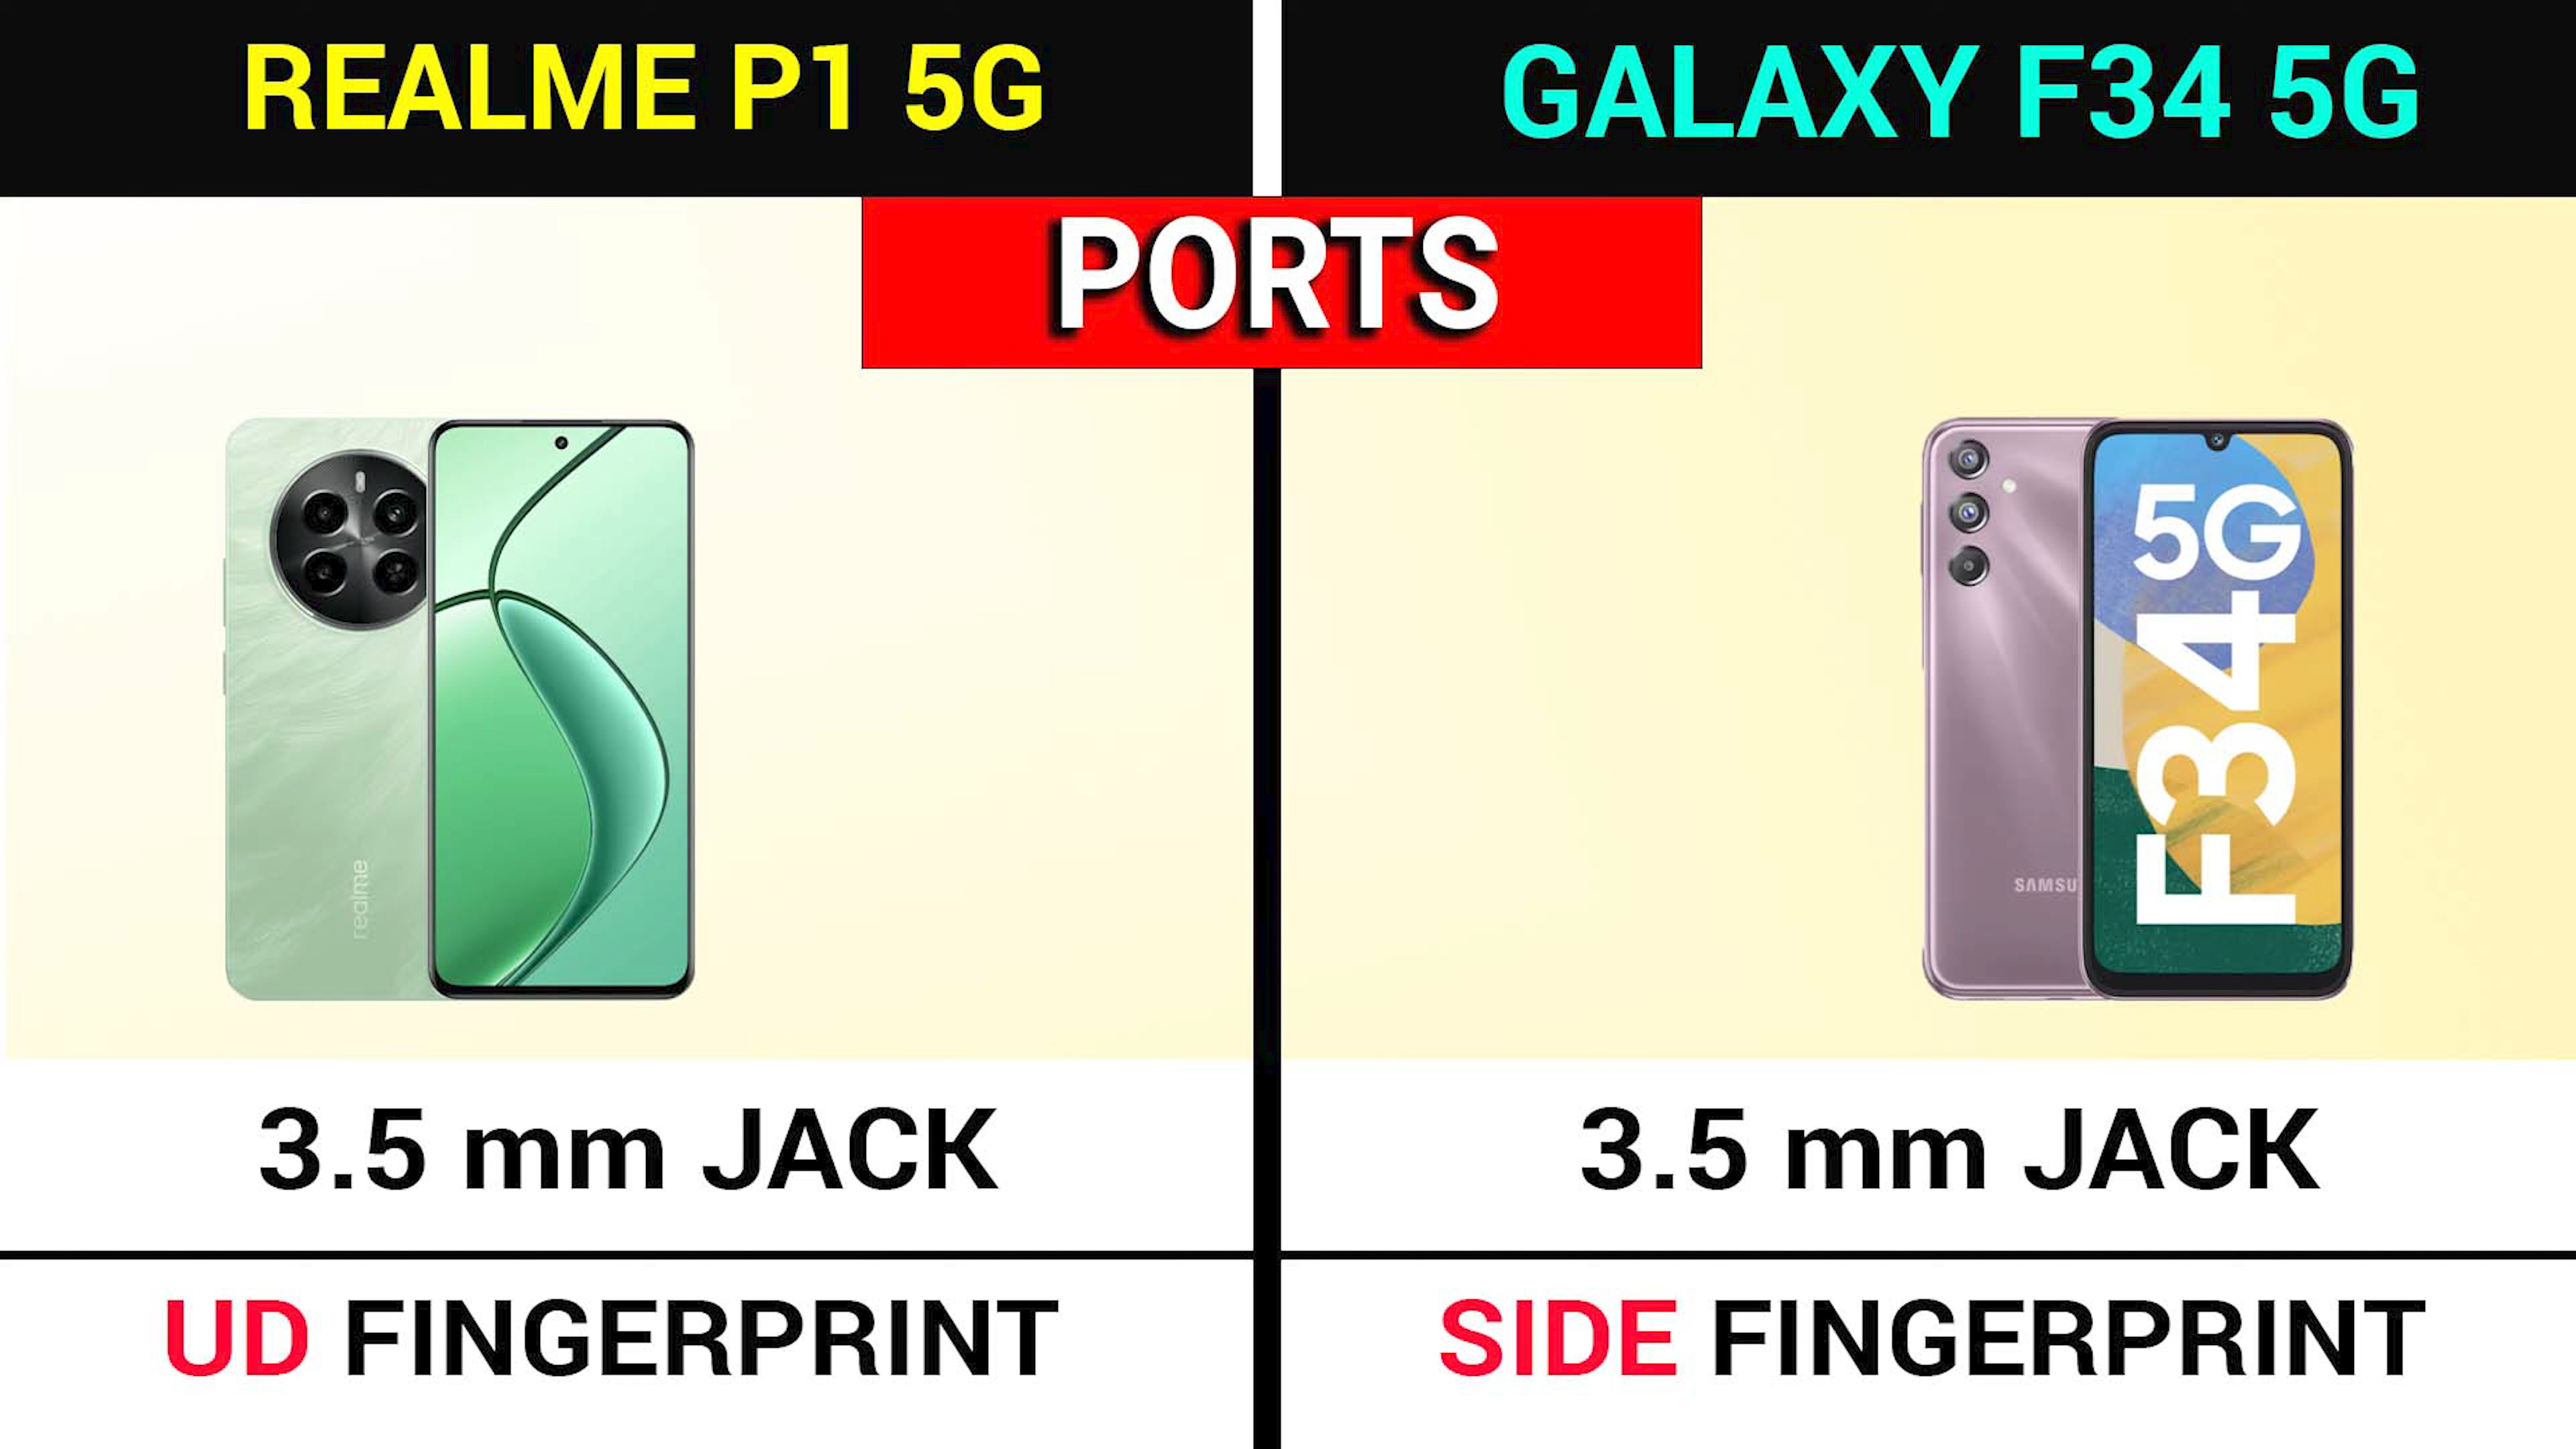 REALME P1 5G
GALAXY F34 5G
PORTS
realme
SAMSU
F34 5G
3.5 mm JACK
3.5 mm JACK
UD FINGERPRINT
SIDE FINGERPRINT